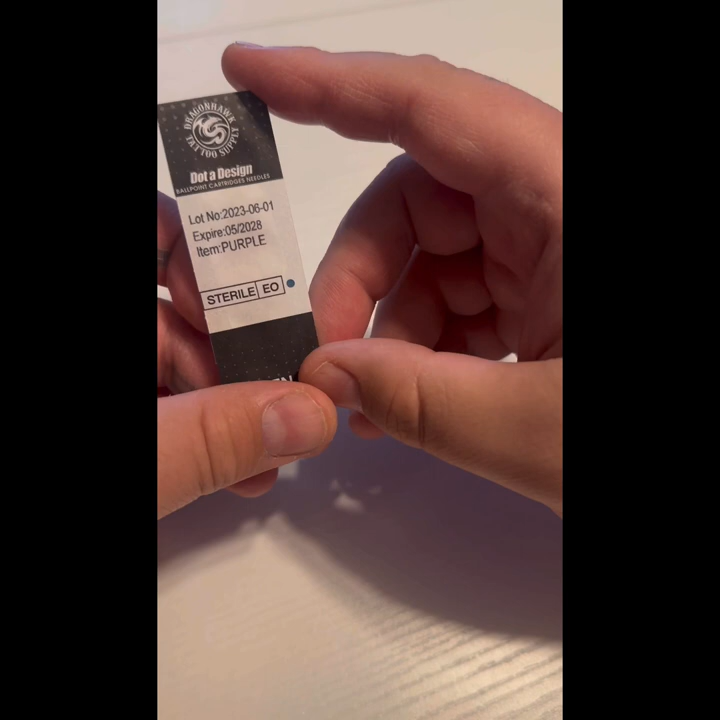 DRAGONHAWK
TATTOO SUPPLY
Dot a Design
BALLPOINT CARTRIDGES NEEDLES
Lot No:2023-06-01
Expire:05/2028
Item:PURPLE
STERILE EO